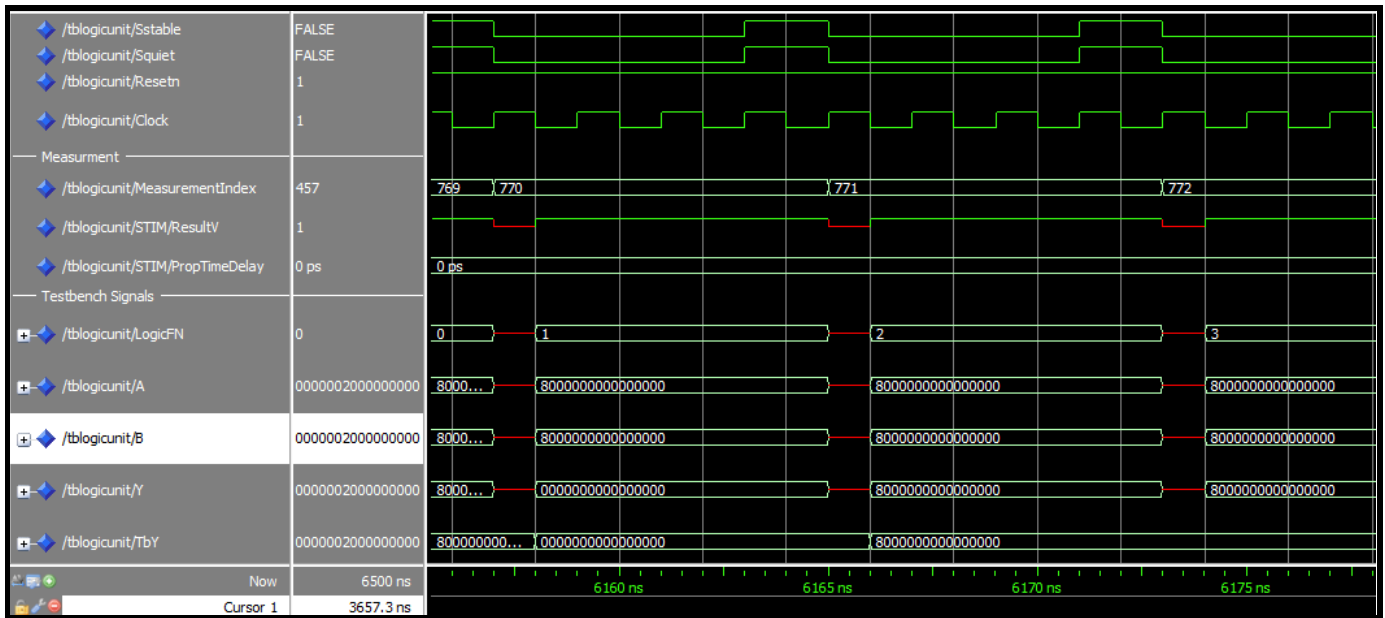 /tblogicunit/Sstable FALSE
/tblogicunit/Squiet FALSE
/tblogicunit/Resetn 1
/tblogicunit/Clock 1
Measurment
/tblogicunit/MeasurementIndex 457 769 770 771 772
/tblogicunit/STIM/ResultV 1
/tblogicunit/STIM/PropTimeDelay 0 ps 0 ps
Testbench Signals
/tblogicunit/LogicFN 0 0 1 2 3
/tblogicunit/A 0000002000000000 8000... 8000000000000000 8000000000000000 8000000000000000
/tblogicunit/B 0000002000000000 8000... 8000000000000000 8000000000000000 8000000000000000
/tblogicunit/Y 0000002000000000 8000... 0000000000000000 8000000000000000 8000000000000000
/tblogicunit/TbY 0000002000000000 800000000... 0000000000000000 8000000000000000
Now 6500 ns 6160 ns 6165 ns 6170 ns 6175 ns
Cursor 1 3657.3 ns